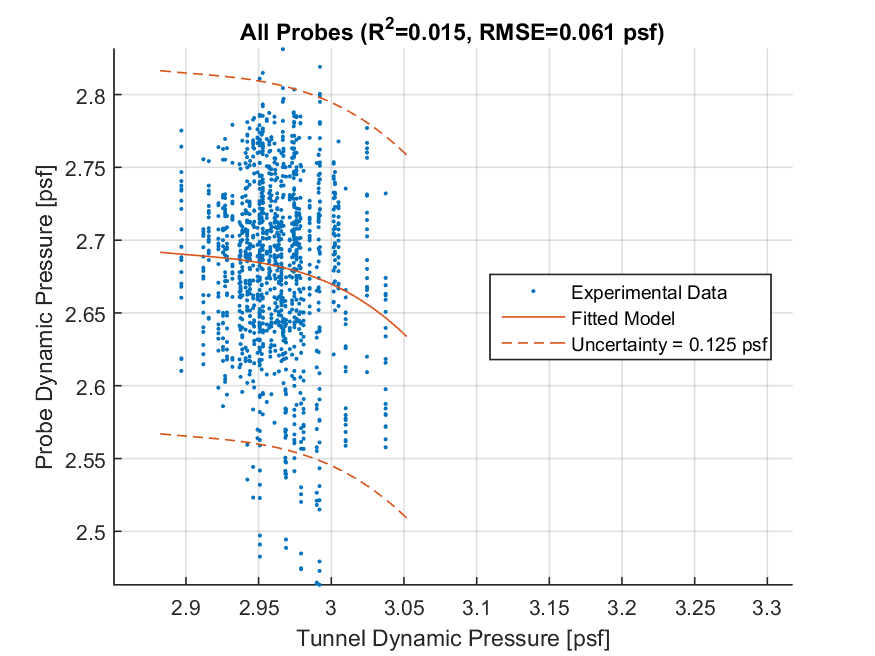 All Probes (R²=0.015, RMSE=0.061 psf)
2.8
2.75
2.7
2.65
2.6
2.55
2.5
Probe Dynamic Pressure [psf]
Experimental Data
Fitted Model
Uncertainty = 0.125 psf
2.9 2.95 3 3.05 3.1 3.15 3.2 3.25 3.3
Tunnel Dynamic Pressure [psf]